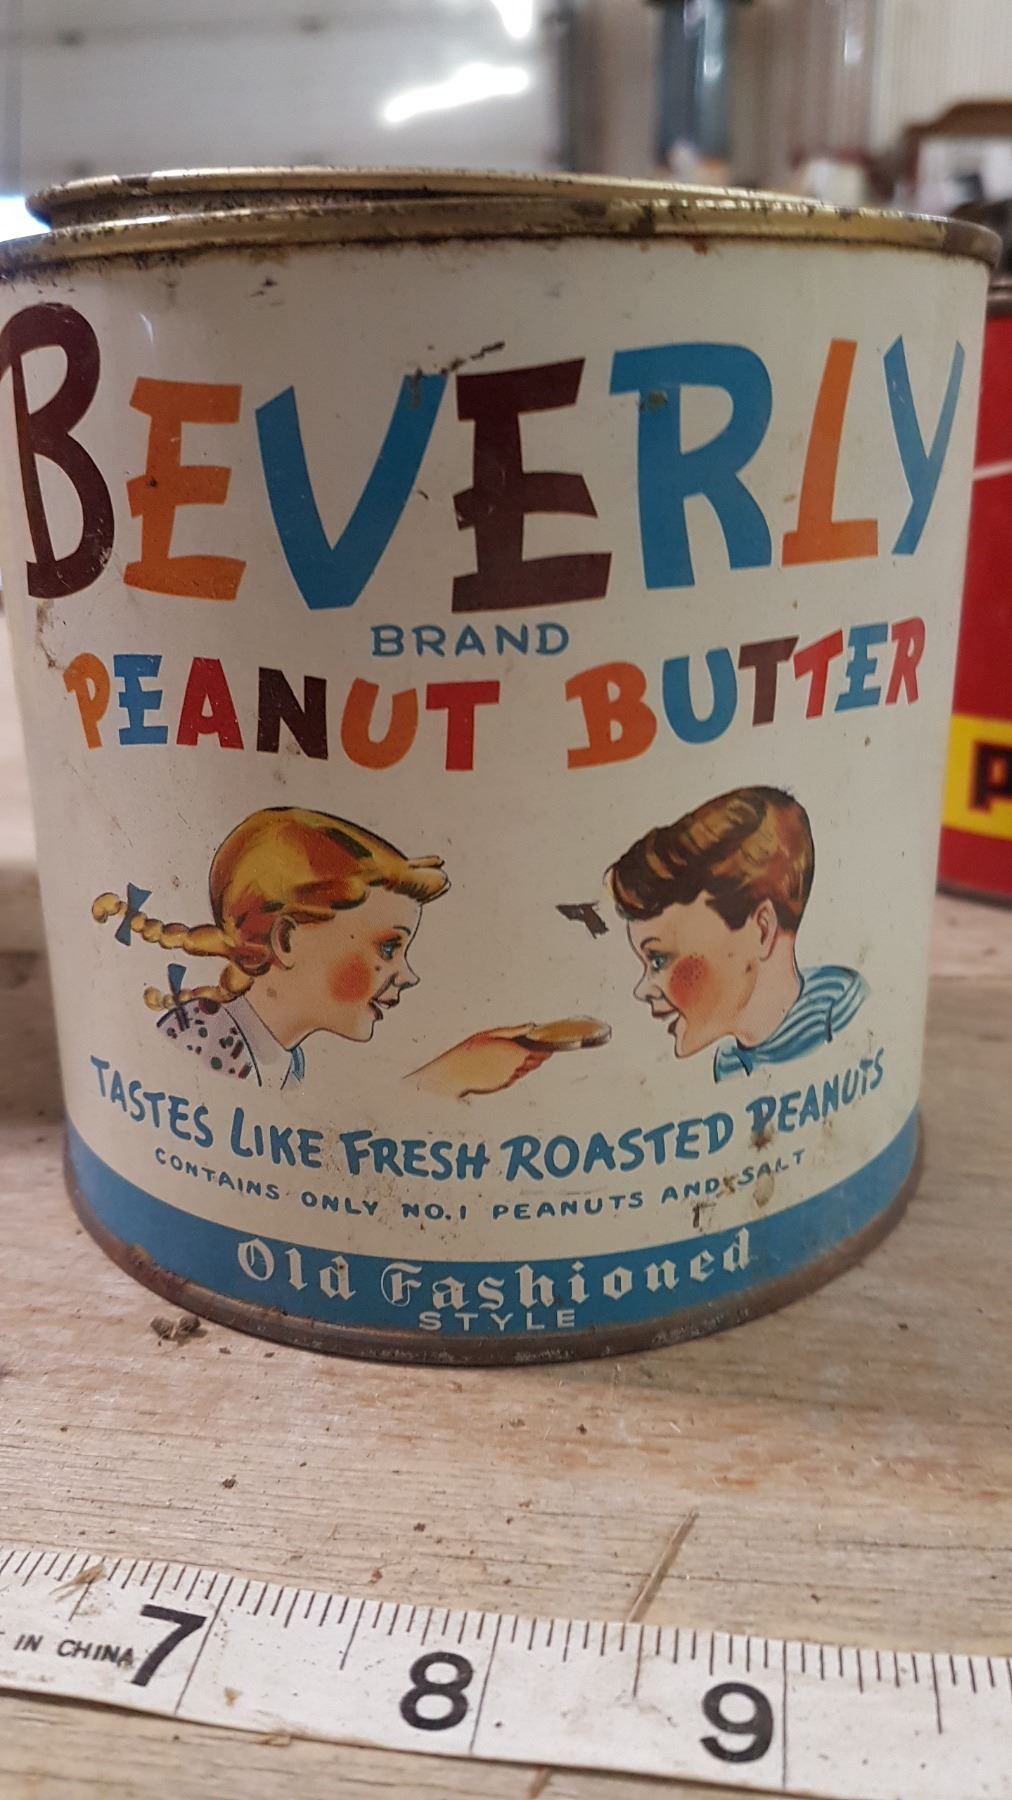 BEVERLY
BRAND
PEANUT BUTTER
TASTES LIKE FRESH ROASTED PEANUTS
CONTAINS ONLY NO.1 PEANUTS AND SALT
Old Fashioned
STYLE
IN CHINA 7 8 9